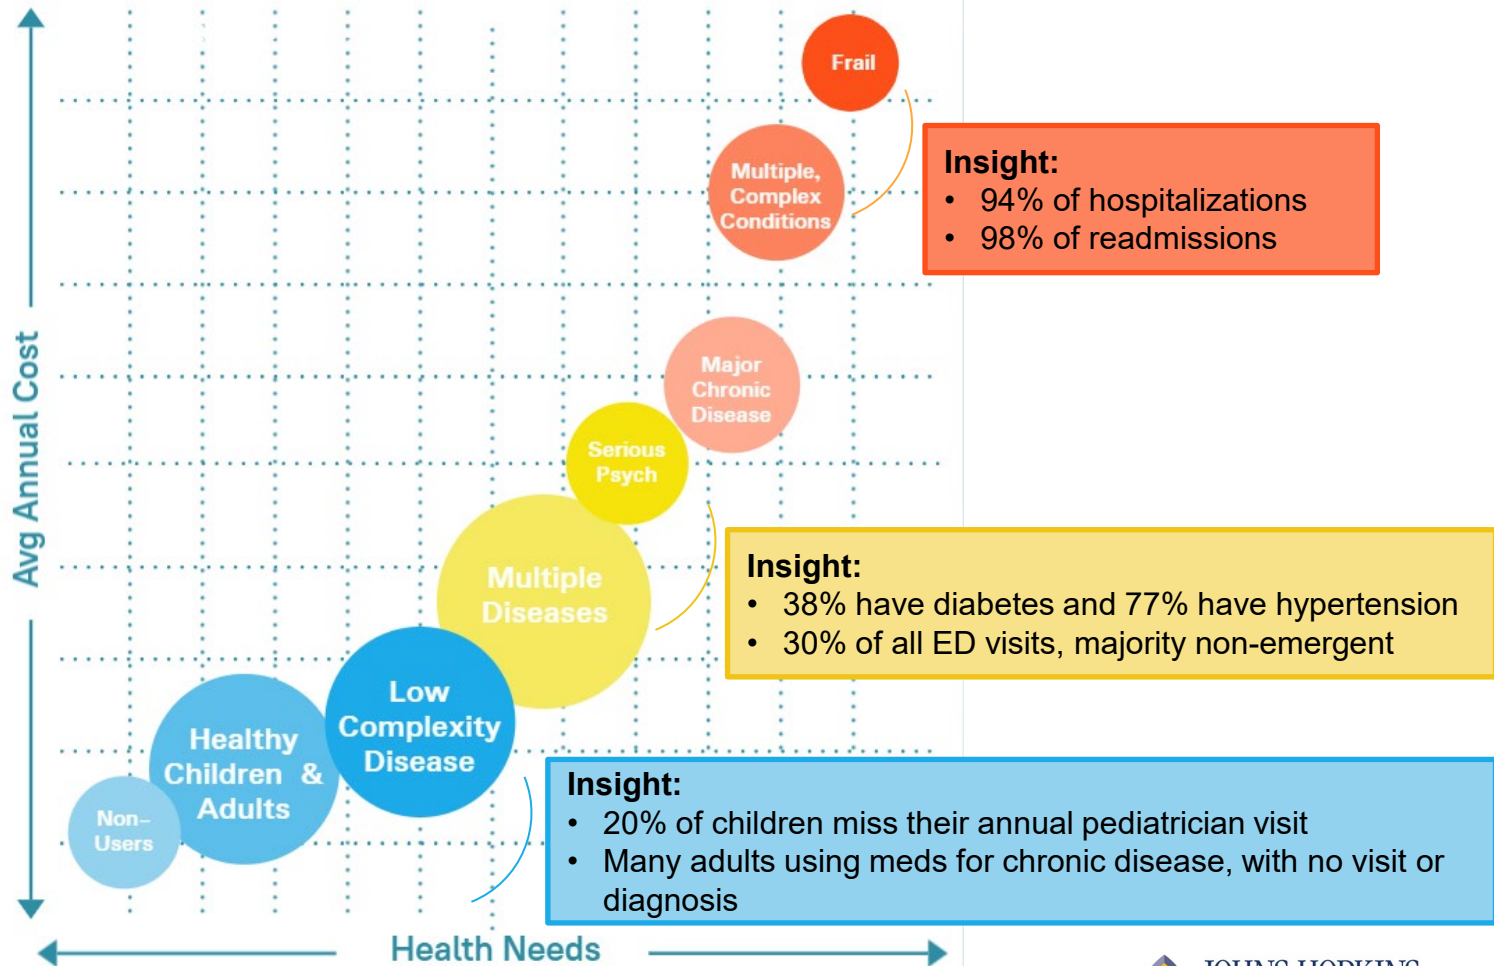 Frail
Multiple,
Complex
Conditions
Insight:
• 94% of hospitalizations
• 98% of readmissions
Major
Chronic
Disease
Serious
Psych
Avg Annual Cost
Multiple
Diseases
Insight:
• 38% have diabetes and 77% have hypertension
• 30% of all ED visits, majority non-emergent
Low
Complexity
Disease
Healthy
Children &
Adults
Non–
Users
Insight:
• 20% of children miss their annual pediatrician visit
• Many adults using meds for chronic disease, with no visit or
diagnosis
Health Needs
JOHNS HOPKINS